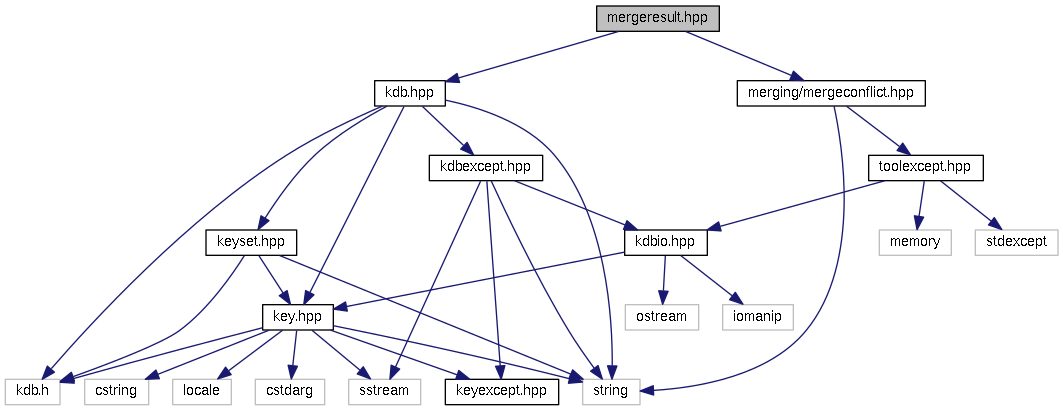 mergeresult.hpp
kdb.hpp
merging/mergeconflict.hpp
kdbexcept.hpp
toolexcept.hpp
keyset.hpp
kdbio.hpp
memory
stdexcept
key.hpp
ostream
iomanip
kdb.h
cstring
locale
cstdarg
sstream
keyexcept.hpp
string